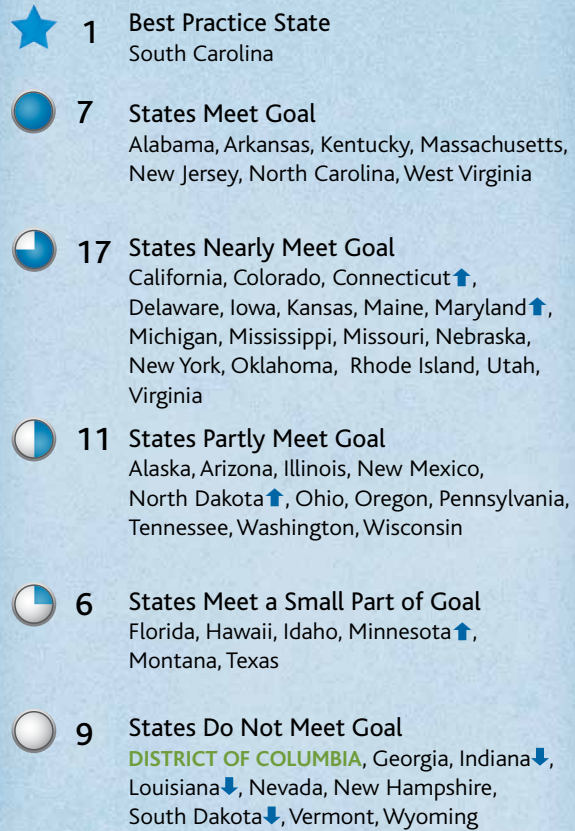 1 Best Practice State
South Carolina
7 States Meet Goal
Alabama, Arkansas, Kentucky, Massachusetts,
New Jersey, North Carolina, West Virginia
17 States Nearly Meet Goal
California, Colorado, Connecticut⬆,
Delaware, Iowa, Kansas, Maine, Maryland⬆,
Michigan, Mississippi, Missouri, Nebraska,
New York, Oklahoma, Rhode Island, Utah,
Virginia
11 States Partly Meet Goal
Alaska, Arizona, Illinois, New Mexico,
North Dakota⬆, Ohio, Oregon, Pennsylvania,
Tennessee, Washington, Wisconsin
6 States Meet a Small Part of Goal
Florida, Hawaii, Idaho, Minnesota⬆,
Montana, Texas
9 States Do Not Meet Goal
DISTRICT OF COLUMBIA, Georgia, Indiana⬇,
Louisiana⬇, Nevada, New Hampshire,
South Dakota⬇, Vermont, Wyoming